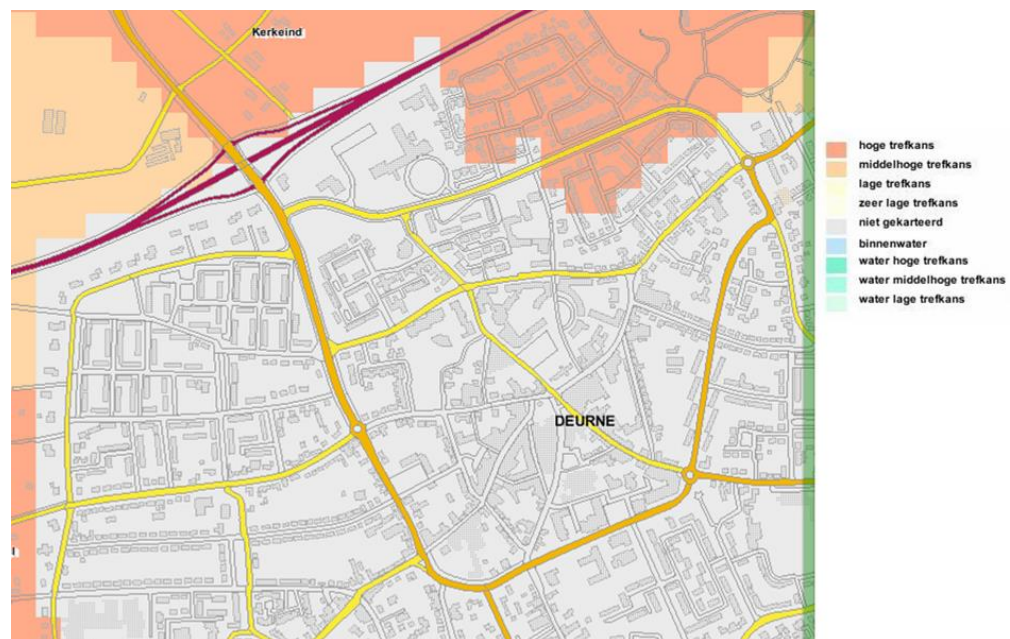 Kerkeind
DEURNE
l
hoge trefkans
middelhoge trefkans
lage trefkans
zeer lage trefkans
niet gekarteerd
binnenwater
water hoge trefkans
water middelhoge trefkans
water lage trefkans